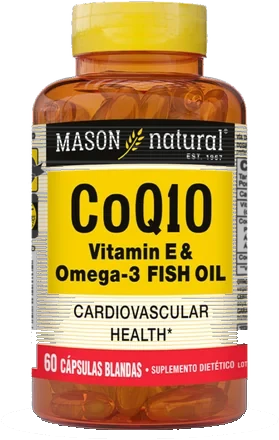 MASON natural®
EST. 1967
CoQ10
Vitamin E &
Omega-3 FISH OIL
CARDIOVASCULAR
HEALTH*
60 CÁPSULAS BLANDAS • SUPLEMENTO DIETÉTICO